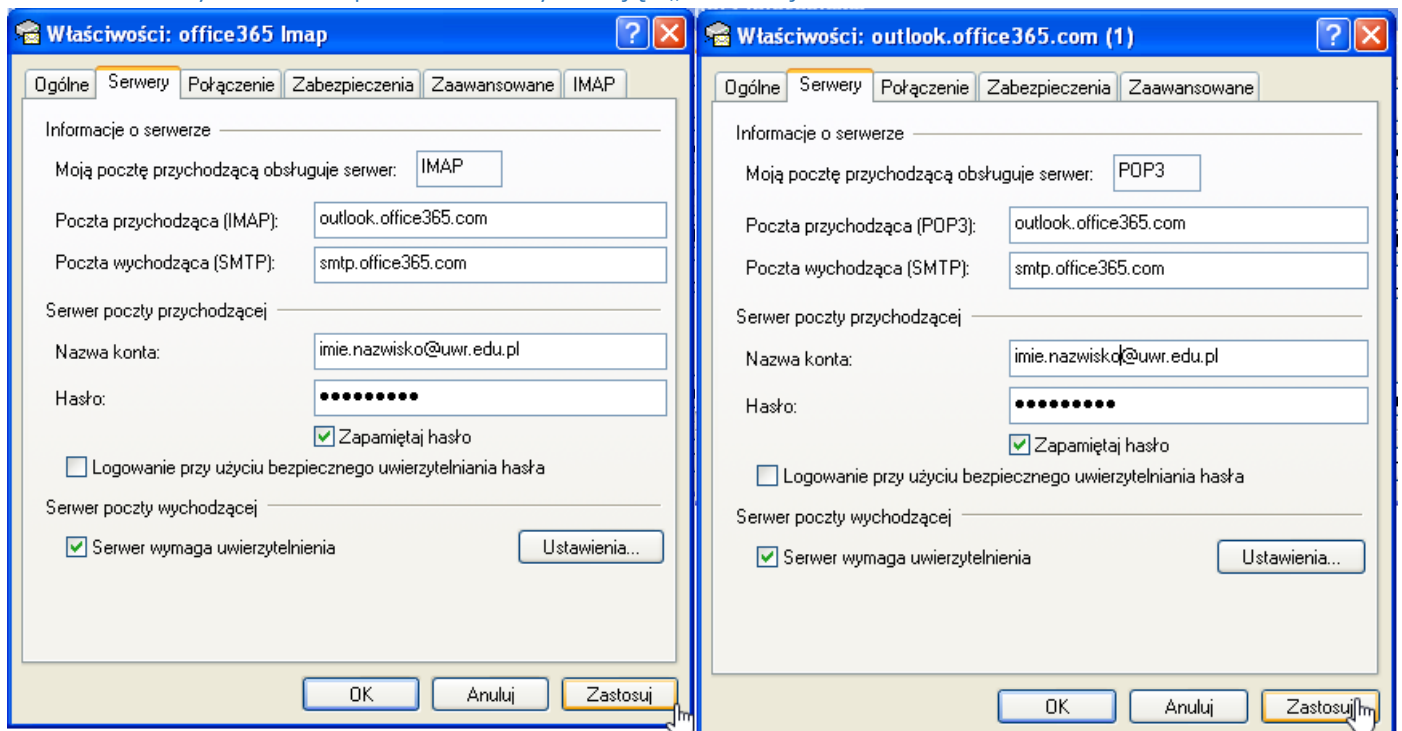 Właściwości: office365 Imap
Ogólne Serwery Połączenie Zabezpieczenia Zaawansowane IMAP
Informacje o serwerze
Moją pocztę przychodzącą obsługuje serwer: IMAP
Poczta przychodząca (IMAP): outlook.office365.com
Poczta wychodząca (SMTP): smtp.office365.com
Serwer poczty przychodzącej
Nazwa konta: imie.nazwisko@uwr.edu.pl
Hasło: •••••••••
Zapamiętaj hasło
Logowanie przy użyciu bezpiecznego uwierzytelniania hasła
Serwer poczty wychodzącej
Serwer wymaga uwierzytelnienia Ustawienia...
OK Anuluj Zastosuj
Właściwości: outlook.office365.com (1)
Ogólne Serwery Połączenie Zabezpieczenia Zaawansowane
Informacje o serwerze
Moją pocztę przychodzącą obsługuje serwer: POP3
Poczta przychodząca (POP3): outlook.office365.com
Poczta wychodząca (SMTP): smtp.office365.com
Serwer poczty przychodzącej
Nazwa konta: imie.nazwisko@uwr.edu.pl
Hasło: •••••••••
Zapamiętaj hasło
Logowanie przy użyciu bezpiecznego uwierzytelniania hasła
Serwer poczty wychodzącej
Serwer wymaga uwierzytelnienia Ustawienia...
OK Anuluj Zastosuj